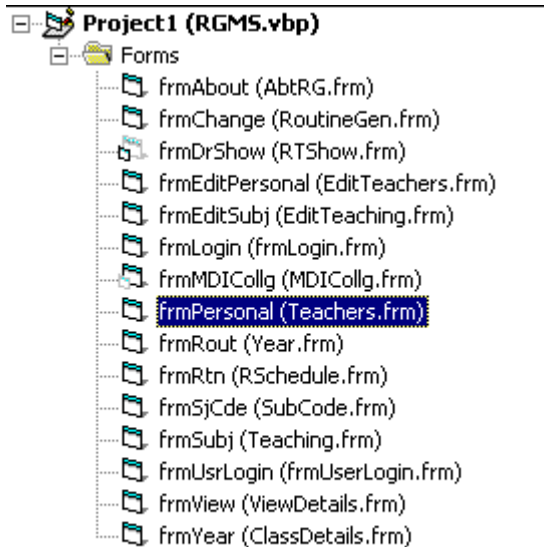 Project1 (RGMS.vbp)
Forms
frmAbout (AbtRG.frm)
frmChange (RoutineGen.frm)
frmDrShow (RTShow.frm)
frmEditPersonal (EditTeachers.frm)
frmEditSubj (EditTeaching.frm)
frmLogin (frmLogin.frm)
frmMDICollg (MDICollg.frm)
frmPersonal (Teachers.frm)
frmRout (Year.frm)
frmRtn (RSchedule.frm)
frmSjCde (SubCode.frm)
frmSubj (Teaching.frm)
frmUsrLogin (frmUserLogin.frm)
frmView (ViewDetails.frm)
frmYear (ClassDetails.frm)